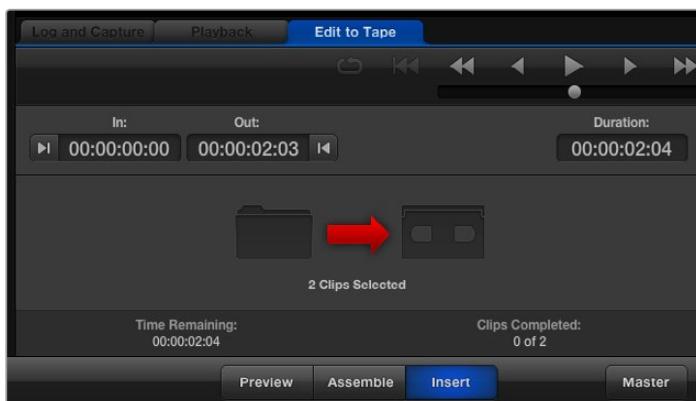 Log and Capture Playback Edit to Tape
In: Out: Duration:
00:00:00:00 00:00:02:03 00:00:02:04
2 Clips Selected
Time Remaining: Clips Completed:
00:00:02:04 0 of 2
Preview Assemble Insert Master